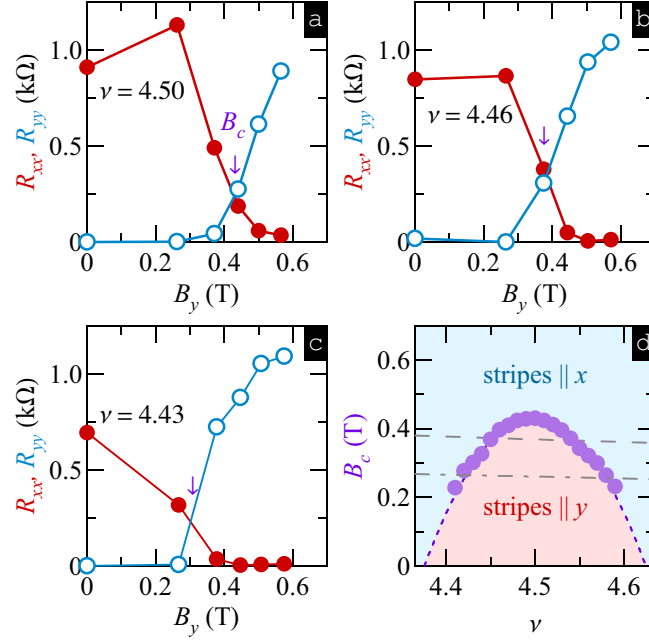 a
1.0
0.5
0
R_xx, R_yy (kΩ)
ν = 4.50
B_c
↓
0 0.2 0.4 0.6
B_y (T)
b
1.0
0.5
0
R_xx, R_yy (kΩ)
ν = 4.46
↓
0 0.2 0.4 0.6
B_y (T)
c
1.0
0.5
0
R_xx, R_yy (kΩ)
ν = 4.43
↓
0 0.2 0.4 0.6
B_y (T)
d
0.6
0.4
0.2
0
B_c (T)
stripes || x
stripes || y
4.4 4.5 4.6
ν